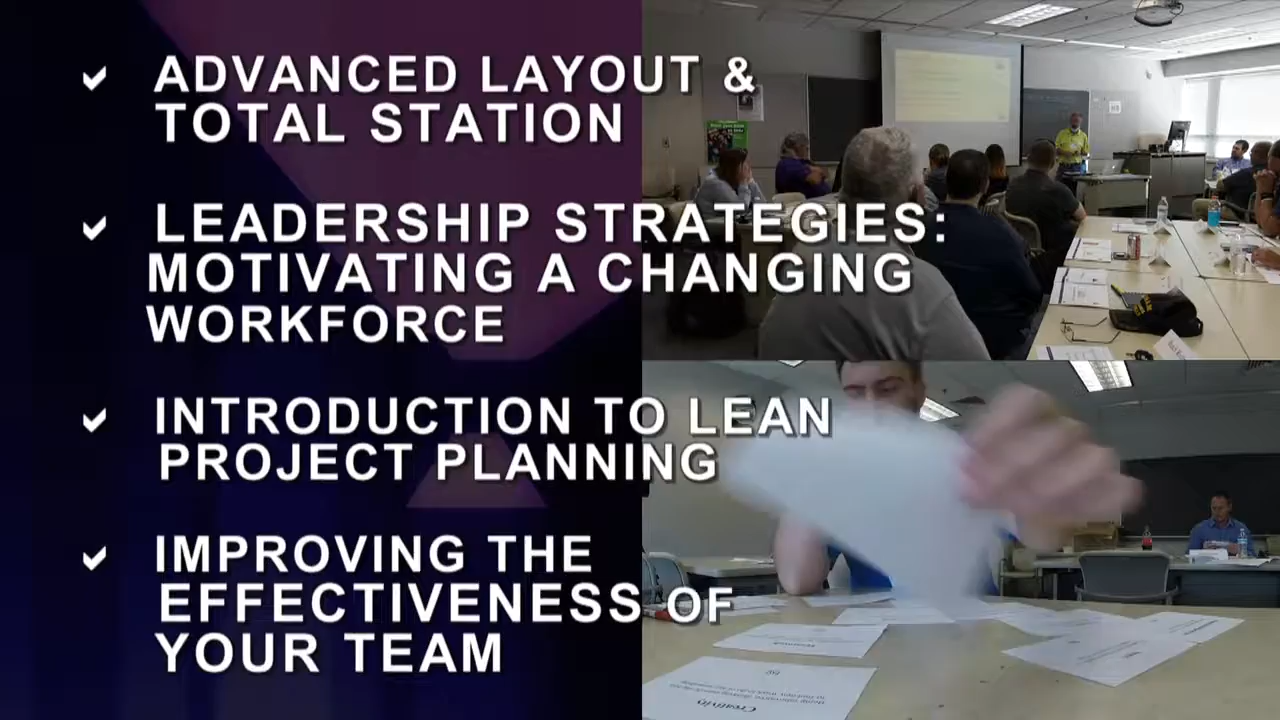 ADVANCED LAYOUT &
TOTAL STATION
LEADERSHIP STRATEGIES:
MOTIVATING A CHANGING
WORKFORCE
INTRODUCTION TO LEAN
PROJECT PLANNING
IMPROVING THE
EFFECTIVENESS OF
YOUR TEAM
Creativity